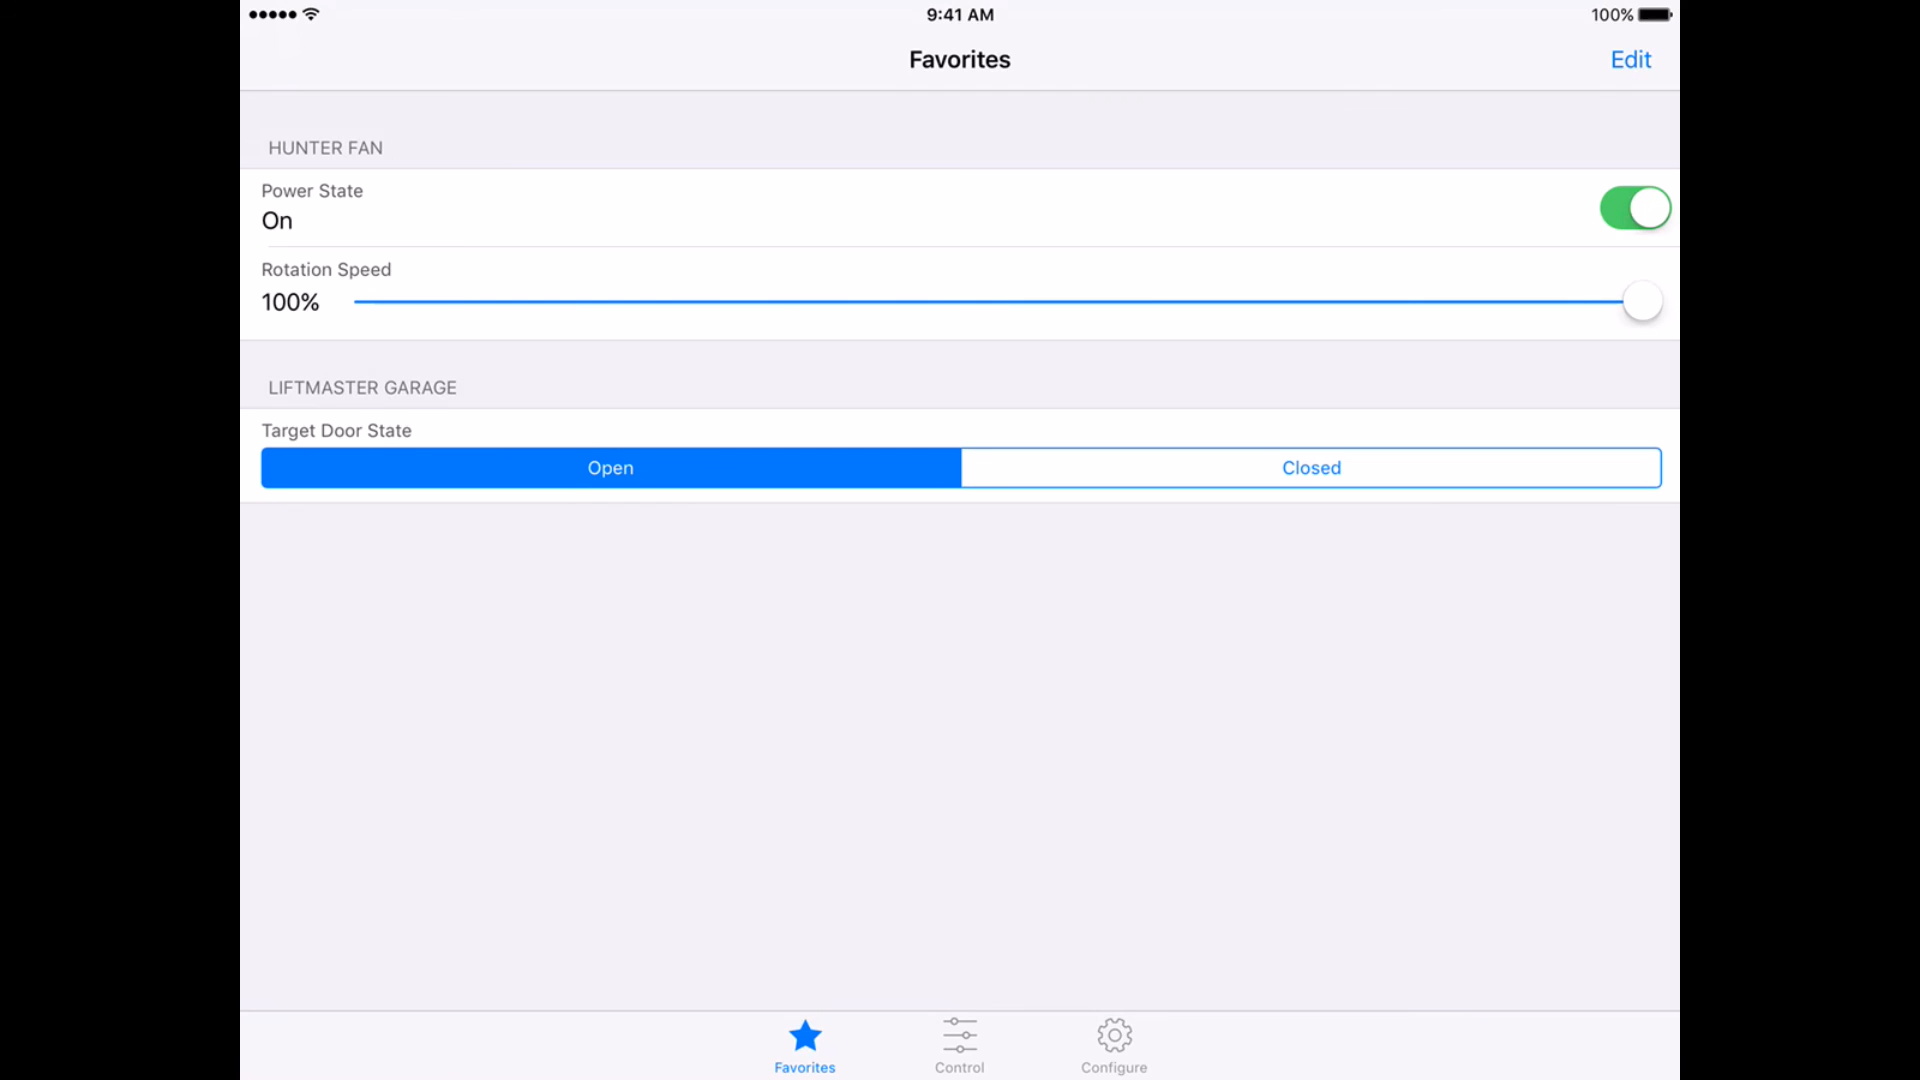 9:41 AM
100%
Favorites
Edit
HUNTER FAN
Power State
On
Rotation Speed
100%
LIFTMASTER GARAGE
Target Door State
Open
Closed
Favorites
Control
Configure